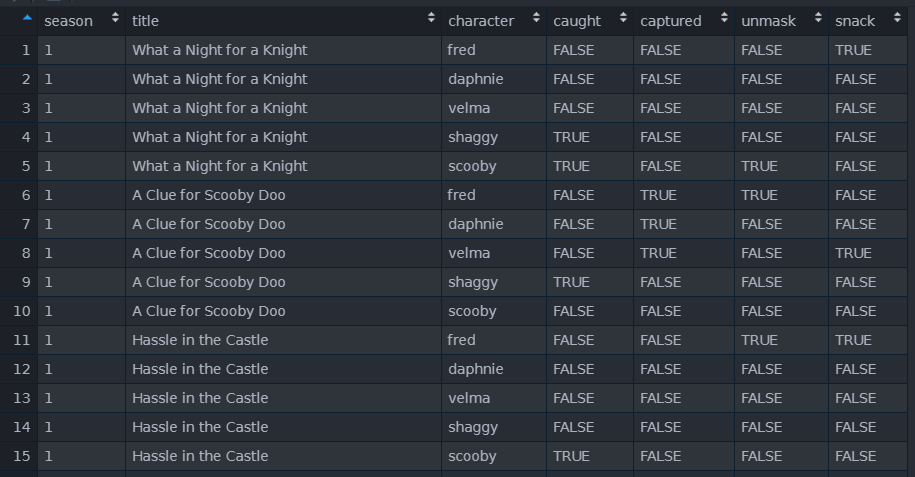 season title character caught captured unmask snack
1 1 What a Night for a Knight fred FALSE FALSE FALSE TRUE
2 1 What a Night for a Knight daphnie FALSE FALSE FALSE FALSE
3 1 What a Night for a Knight velma FALSE FALSE FALSE FALSE
4 1 What a Night for a Knight shaggy TRUE FALSE FALSE FALSE
5 1 What a Night for a Knight scooby TRUE FALSE TRUE FALSE
6 1 A Clue for Scooby Doo fred FALSE TRUE TRUE FALSE
7 1 A Clue for Scooby Doo daphnie FALSE TRUE FALSE FALSE
8 1 A Clue for Scooby Doo velma FALSE TRUE FALSE TRUE
9 1 A Clue for Scooby Doo shaggy TRUE FALSE FALSE FALSE
10 1 A Clue for Scooby Doo scooby FALSE FALSE FALSE FALSE
11 1 Hassle in the Castle fred FALSE FALSE TRUE TRUE
12 1 Hassle in the Castle daphnie FALSE FALSE FALSE FALSE
13 1 Hassle in the Castle velma FALSE FALSE FALSE FALSE
14 1 Hassle in the Castle shaggy FALSE FALSE FALSE FALSE
15 1 Hassle in the Castle scooby TRUE FALSE FALSE FALSE